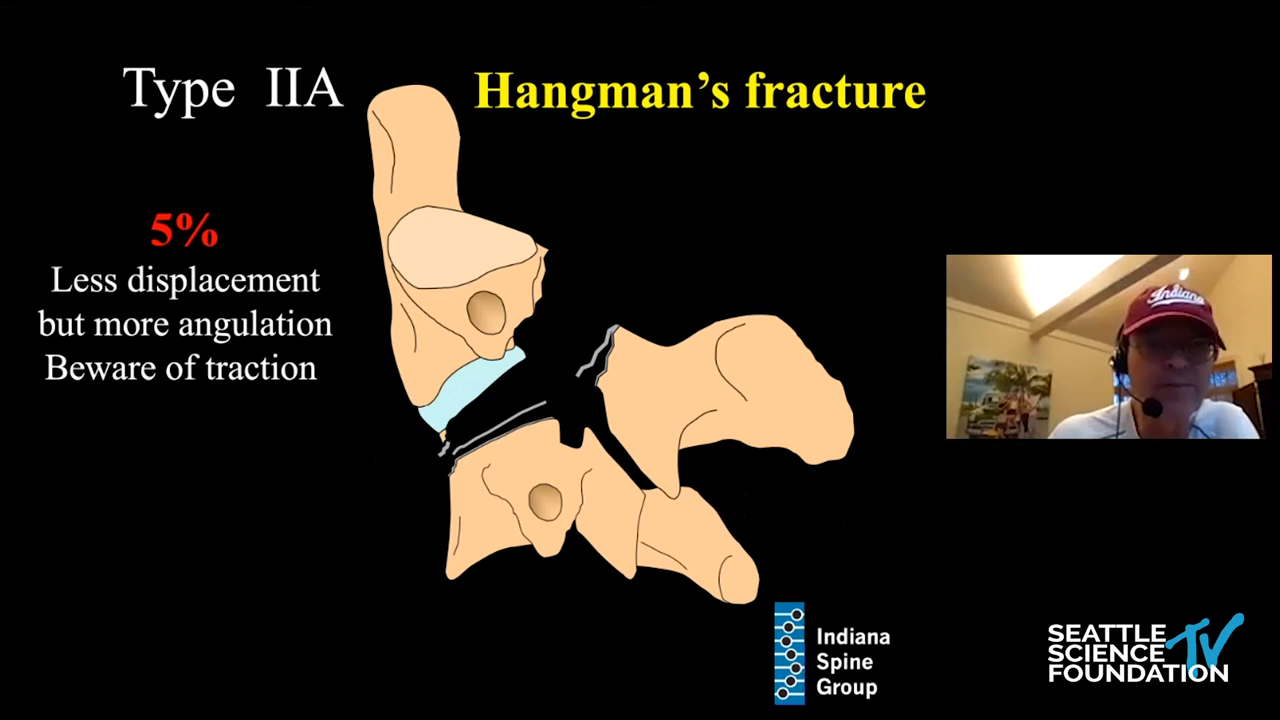 Type IIA
Hangman’s fracture
5%
Less displacement
but more angulation
Beware of traction
Indiana
Indiana
Spine
Group
SEATTLE
SCIENCE
FOUNDATION
TV